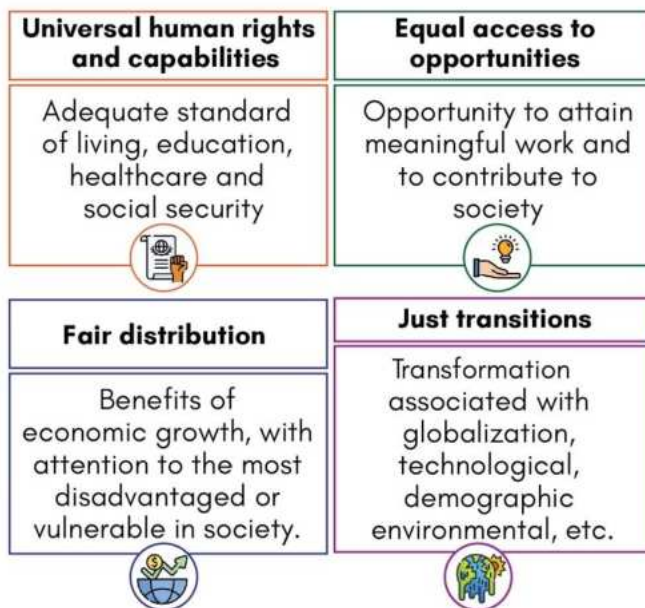 Universal human rights
and capabilities
Adequate standard
of living, education,
healthcare and
social security
Equal access to
opportunities
Opportunity to attain
meaningful work and
to contribute to
society
Fair distribution
Benefits of
economic growth, with
attention to the most
disadvantaged or
vulnerable in society.
Just transitions
Transformation
associated with
globalization,
technological,
demographic
environmental, etc.